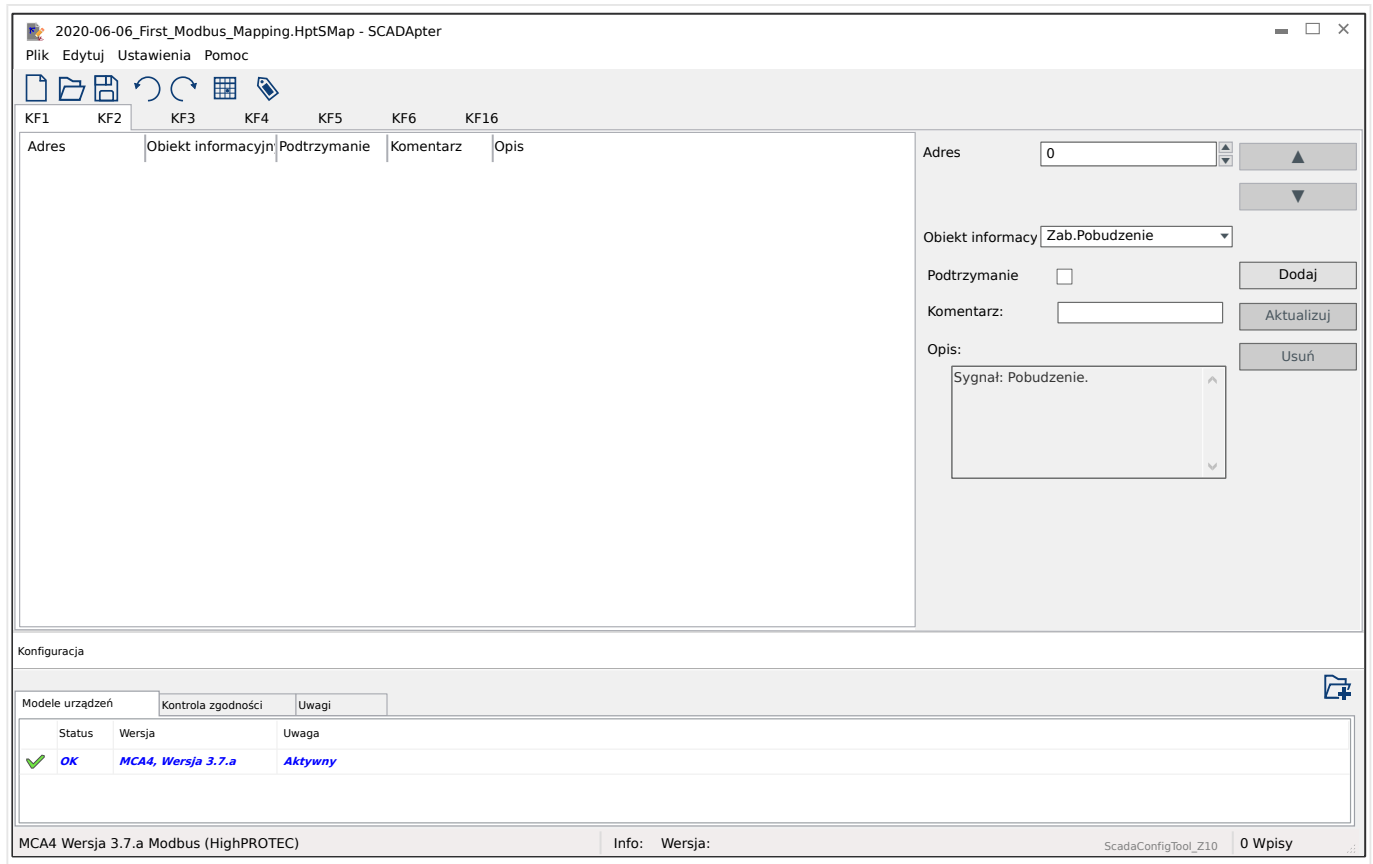 2020-06-06_First_Modbus_Mapping.HptSMap - SCADApter
Plik Edytuj Ustawienia Pomoc
KF1 KF2 KF3 KF4 KF5 KF6 KF16
Adres Obiekt informacyjn Podtrzymanie Komentarz Opis
Adres 0
Obiekt informacy Zab.Pobudzenie
Podtrzymanie Dodaj
Komentarz: Aktualizuj
Opis: Usuń
Sygnał: Pobudzenie.
Konfiguracja
Modele urządzeń Kontrola zgodności Uwagi
Status Wersja Uwaga
OK MCA4, Wersja 3.7.a Aktywny
MCA4 Wersja 3.7.a Modbus (HighPROTEC) Info: Wersja: ScadaConfigTool_Z10 0 Wpisy